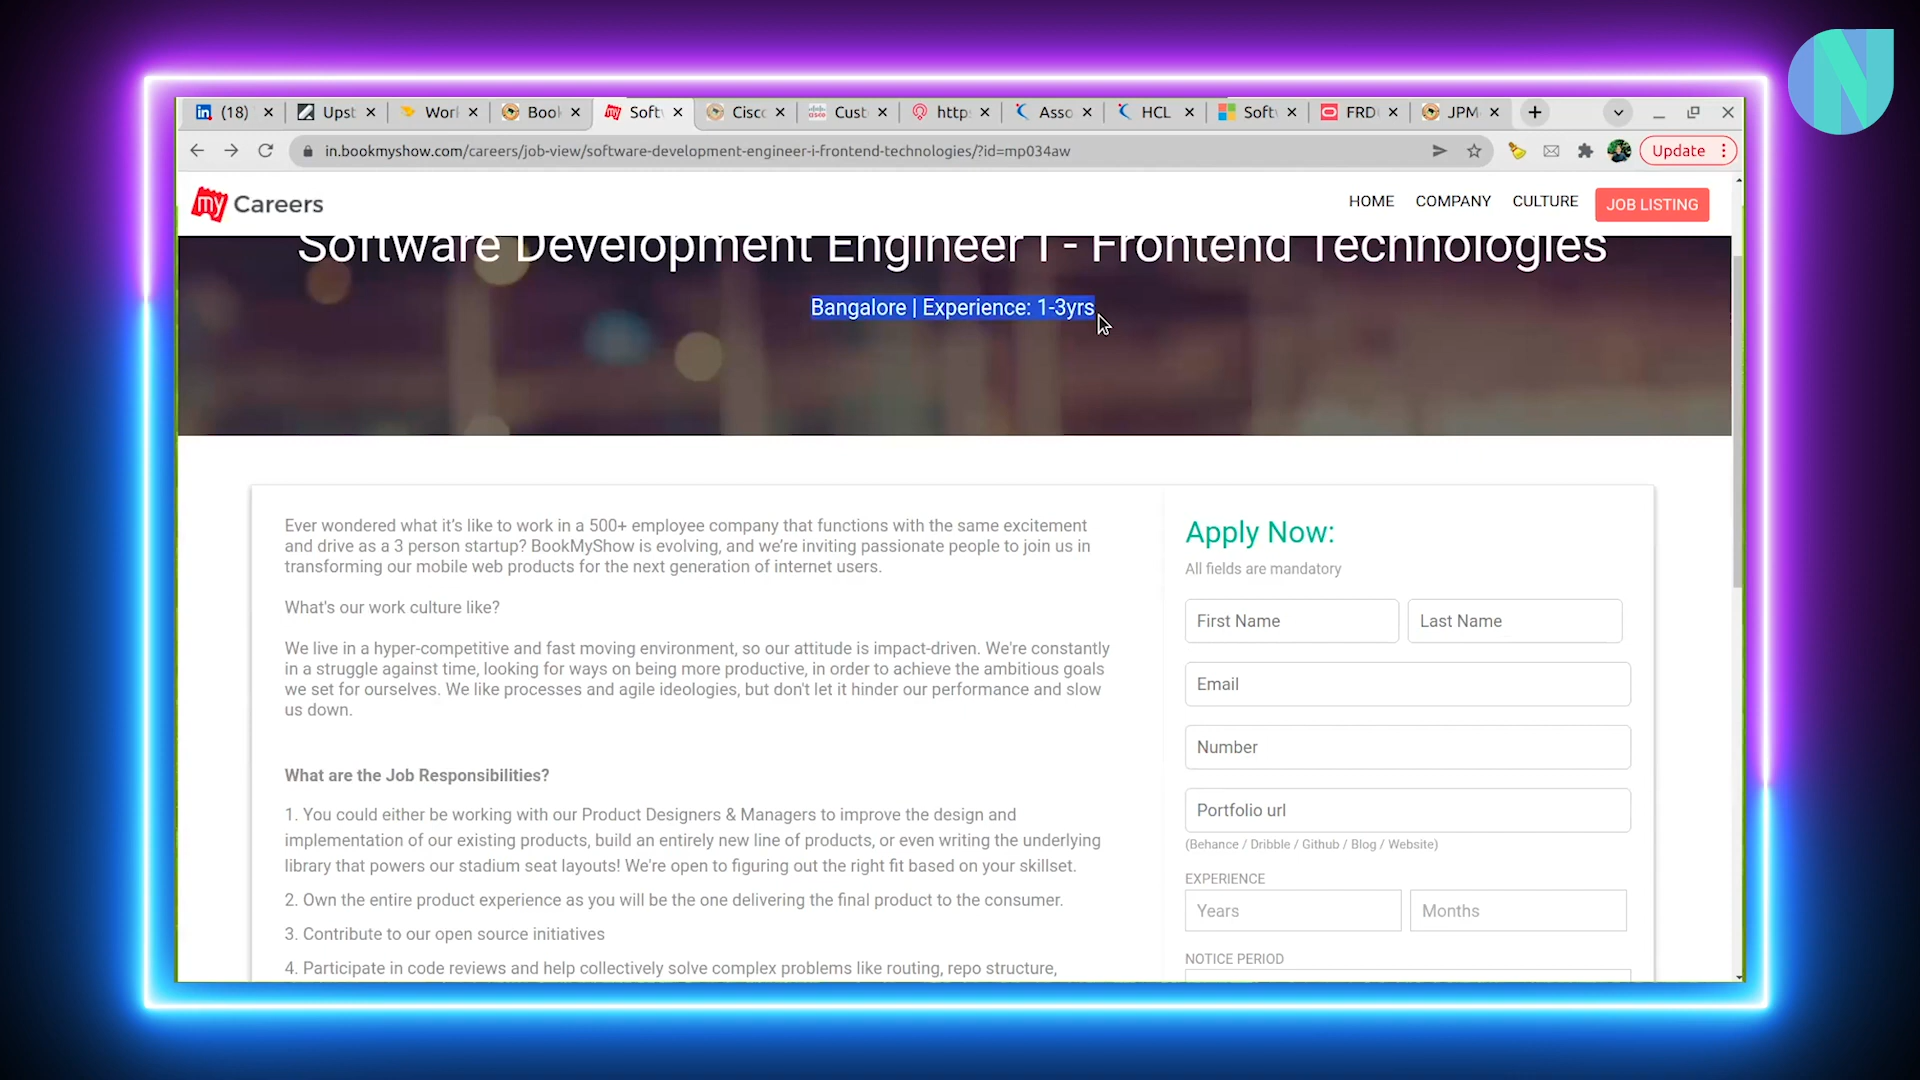 N
in (18)
Upst
Worl
Book
my Softv
Cisco
Cust
http:
Asso
HCL
Softv
FRD
JPM
in.bookmyshow.com/careers/job-view/software-development-engineer-i-frontend-technologies/?id=mp034aw
Update
my Careers
HOME COMPANY CULTURE JOB LISTING
Software Development Engineer I - Frontend Technologies
Bangalore | Experience: 1-3yrs
Ever wondered what it’s like to work in a 500+ employee company that functions with the same excitement
and drive as a 3 person startup? BookMyShow is evolving, and we’re inviting passionate people to join us in
transforming our mobile web products for the next generation of internet users.
What's our work culture like?
We live in a hyper-competitive and fast moving environment, so our attitude is impact-driven. We're constantly
in a struggle against time, looking for ways on being more productive, in order to achieve the ambitious goals
we set for ourselves. We like processes and agile ideologies, but don't let it hinder our performance and slow
us down.
What are the Job Responsibilities?
1. You could either be working with our Product Designers & Managers to improve the design and
implementation of our existing products, build an entirely new line of products, or even writing the underlying
library that powers our stadium seat layouts! We're open to figuring out the right fit based on your skillset.
2. Own the entire product experience as you will be the one delivering the final product to the consumer.
3. Contribute to our open source initiatives
4. Participate in code reviews and help collectively solve complex problems like routing, repo structure,
Apply Now:
All fields are mandatory
First Name Last Name
Email
Number
Portfolio url
(Behance / Dribble / Github / Blog / Website)
EXPERIENCE
Years Months
NOTICE PERIOD